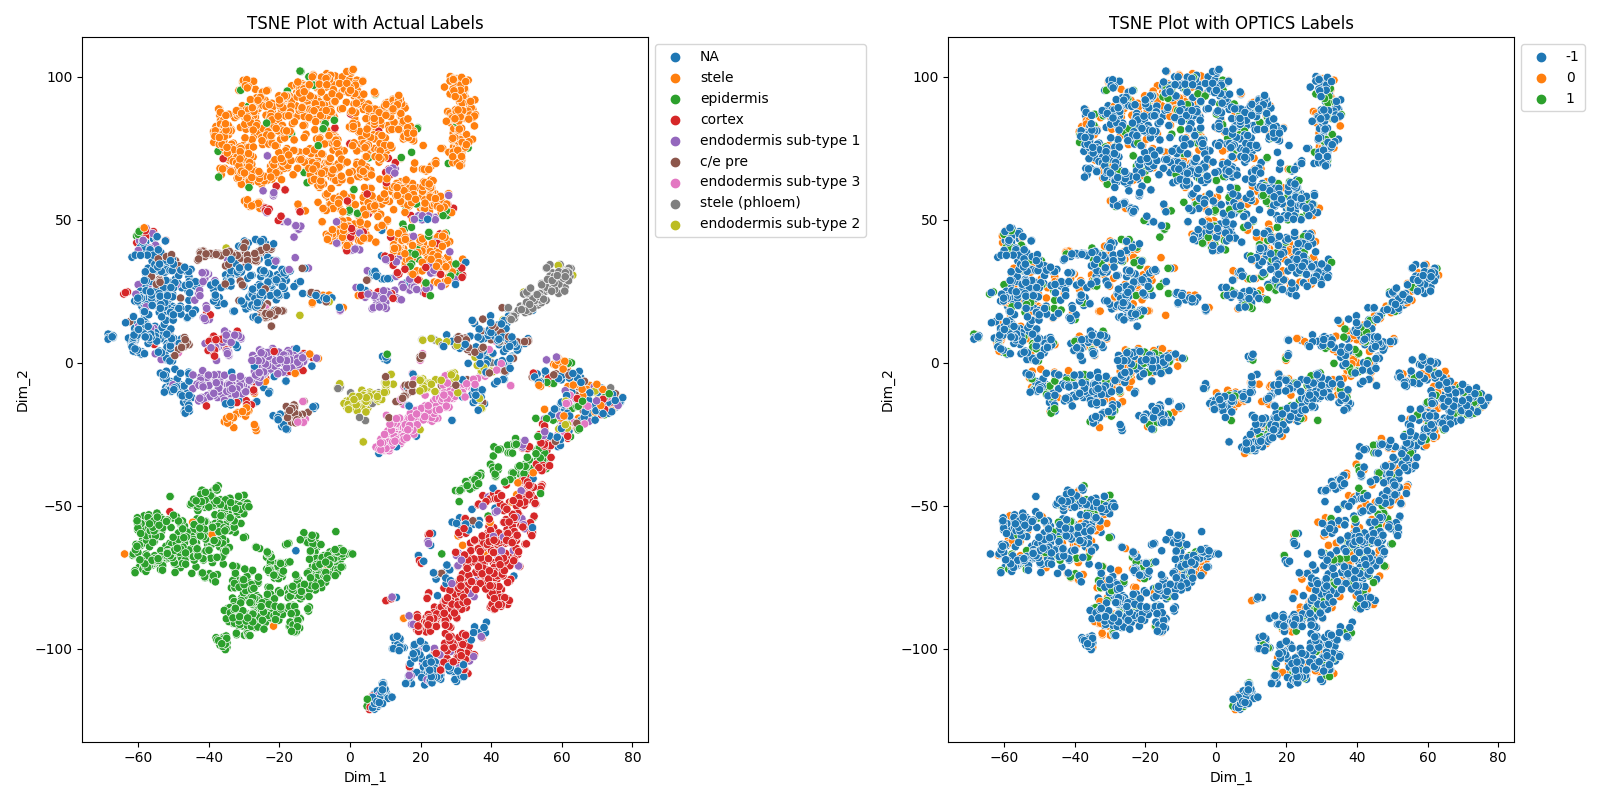 TSNE Plot with Actual Labels
100
50
0
−50
−100
Dim_2
−60
−40
−20
0
20
40
60
80
Dim_1
NA
stele
epidermis
cortex
endodermis sub-type 1
c/e pre
endodermis sub-type 3
stele (phloem)
endodermis sub-type 2
TSNE Plot with OPTICS Labels
100
50
0
−50
−100
Dim_2
−60
−40
−20
0
20
40
60
80
Dim_1
-1
0
1